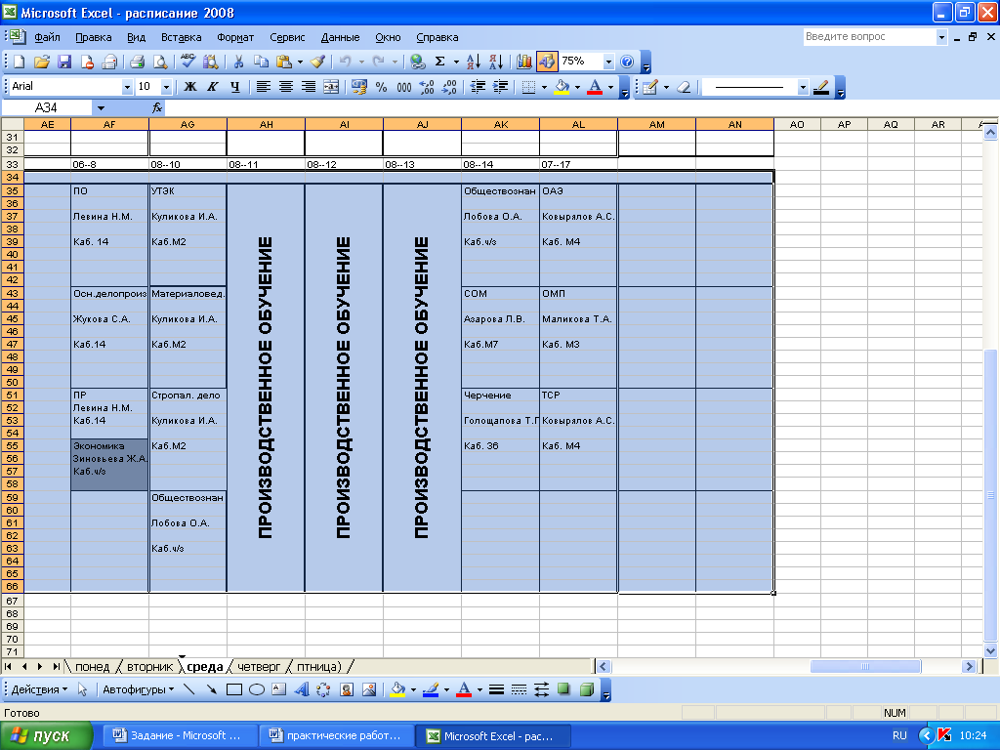 Microsoft Excel - расписание 2008
Файл Правка Вид Вставка Формат Сервис Данные Окно Справка Введите вопрос
75%
Arial 10 Ж К Ч % 000
A34 fx
AE AF AG AH AI AJ AK AL AM AN AO AP AQ AR
31
32
33 06--8 08--10 08--11 08--12 08--13 08--14 07--17
34
35 ПО УТЭК Обществознан ОАЭ
36
37 Левина Н.М. Куликова И.А. Лобова О.А. Ковырялов А.С.
38
39 Каб. 14 Каб.М2 Каб.ч/з Каб. М4
40
41
42
43 Осн.делопроиз Материаловед. СОМ ОМП
44
45 Жукова С.А. Куликова И.А. Азарова Л.В. Маликова Т.А.
46
47 Каб.14 Каб.М2 Каб.М7 Каб. М3
48
49
50
51 ПР Стропал. дело Черчение ТСР
52 Левина Н.М.
53 Каб.14 Куликова И.А. Голощапова Т.Г Ковырялов А.С.
54
55 Экономика Каб.М2 Каб. 36 Каб. М4
56 Зиновьева Ж.А.
57 Каб.ч/з
58
59 Обществознан
60
61 Лобова О.А.
62
63 Каб.ч/з
64
65
66
67
68
69
70
71
ПРОИЗВОДСТВЕННОЕ ОБУЧЕНИЕ
ПРОИЗВОДСТВЕННОЕ ОБУЧЕНИЕ
ПРОИЗВОДСТВЕННОЕ ОБУЧЕНИЕ
понед вторник среда четверг птница)
Действия Автофигуры
Готово NUM
пуск Задание - Microsoft ... практические работ... Microsoft Excel - рас... RU 10:24